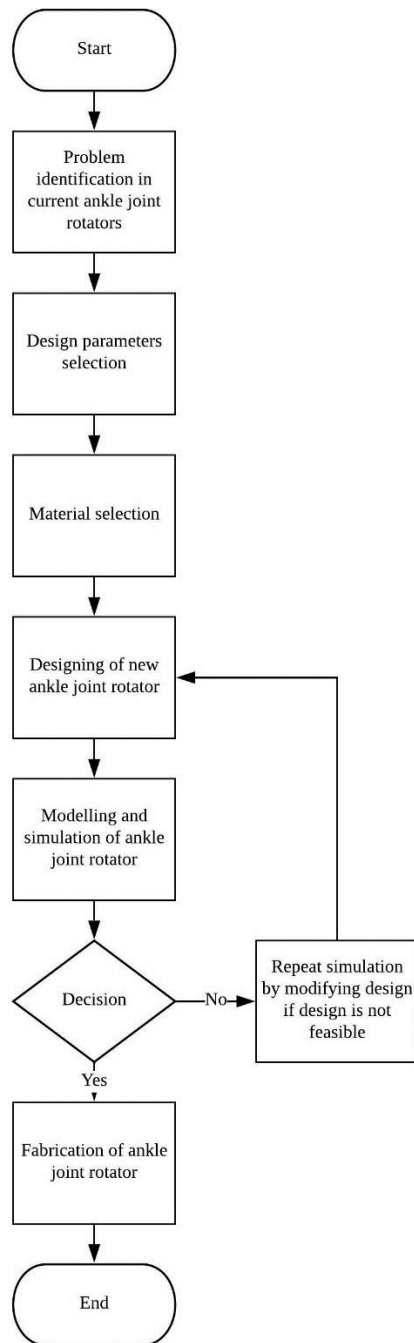 Start
Problem
identification in
current ankle joint
rotators
Design parameters
selection
Material selection
Designing of new
ankle joint rotator
Modelling and
simulation of ankle
joint rotator
Decision
No
Repeat simulation
by modifying design
if design is not
feasible
Yes
Fabrication of ankle
joint rotator
End